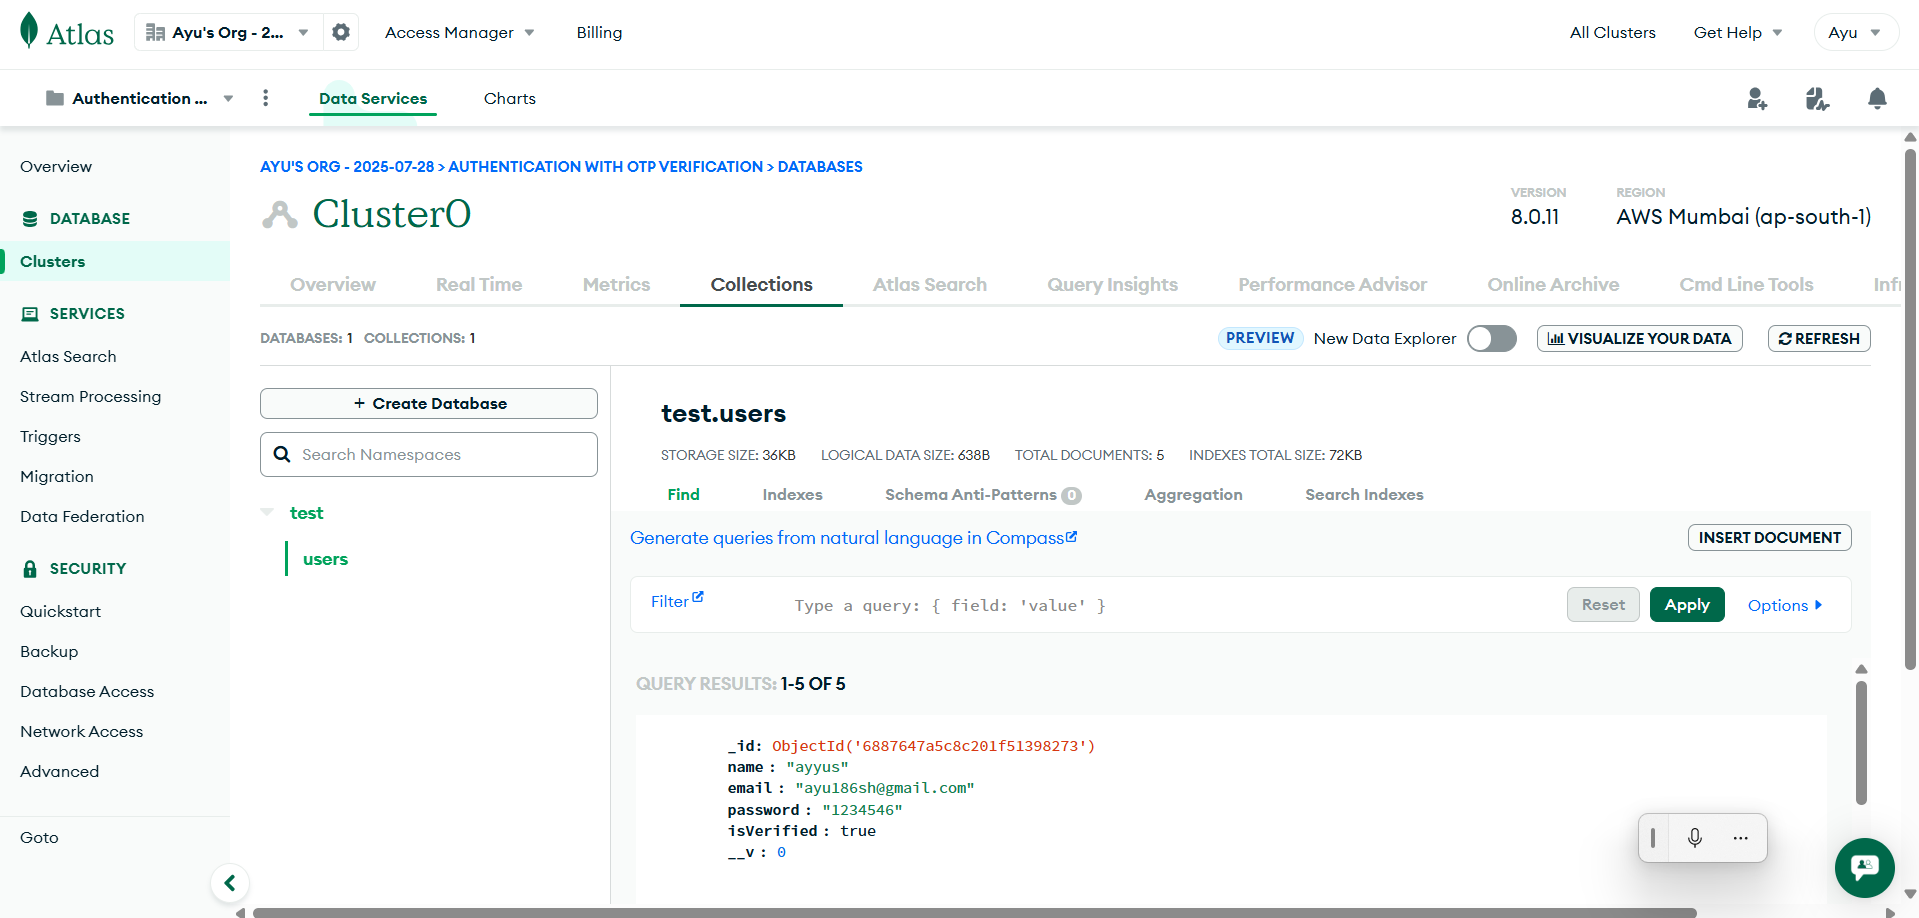 Atlas
Ayu's Org - 2...
Access Manager
Billing
All Clusters
Get Help
Ayu
Authentication ...
Data Services
Charts
Overview
DATABASE
Clusters
SERVICES
Atlas Search
Stream Processing
Triggers
Migration
Data Federation
SECURITY
Quickstart
Backup
Database Access
Network Access
Advanced
Goto
AYU'S ORG - 2025-07-28 > AUTHENTICATION WITH OTP VERIFICATION > DATABASES
Cluster0
VERSION
8.0.11
REGION
AWS Mumbai (ap-south-1)
Overview
Real Time
Metrics
Collections
Atlas Search
Query Insights
Performance Advisor
Online Archive
Cmd Line Tools
Inf
DATABASES: 1 COLLECTIONS: 1
PREVIEW New Data Explorer
VISUALIZE YOUR DATA
REFRESH
+ Create Database
Search Namespaces
test
users
test.users
STORAGE SIZE: 36KB LOGICAL DATA SIZE: 638B TOTAL DOCUMENTS: 5 INDEXES TOTAL SIZE: 72KB
Find
Indexes
Schema Anti-Patterns 0
Aggregation
Search Indexes
Generate queries from natural language in Compass
INSERT DOCUMENT
Filter
Type a query: { field: 'value' }
Reset
Apply
Options
QUERY RESULTS: 1-5 OF 5
_id: ObjectId('6887647a5c8c201f51398273')
name : "ayyus"
email : "ayu186sh@gmail.com"
password : "1234546"
isVerified : true
__v : 0